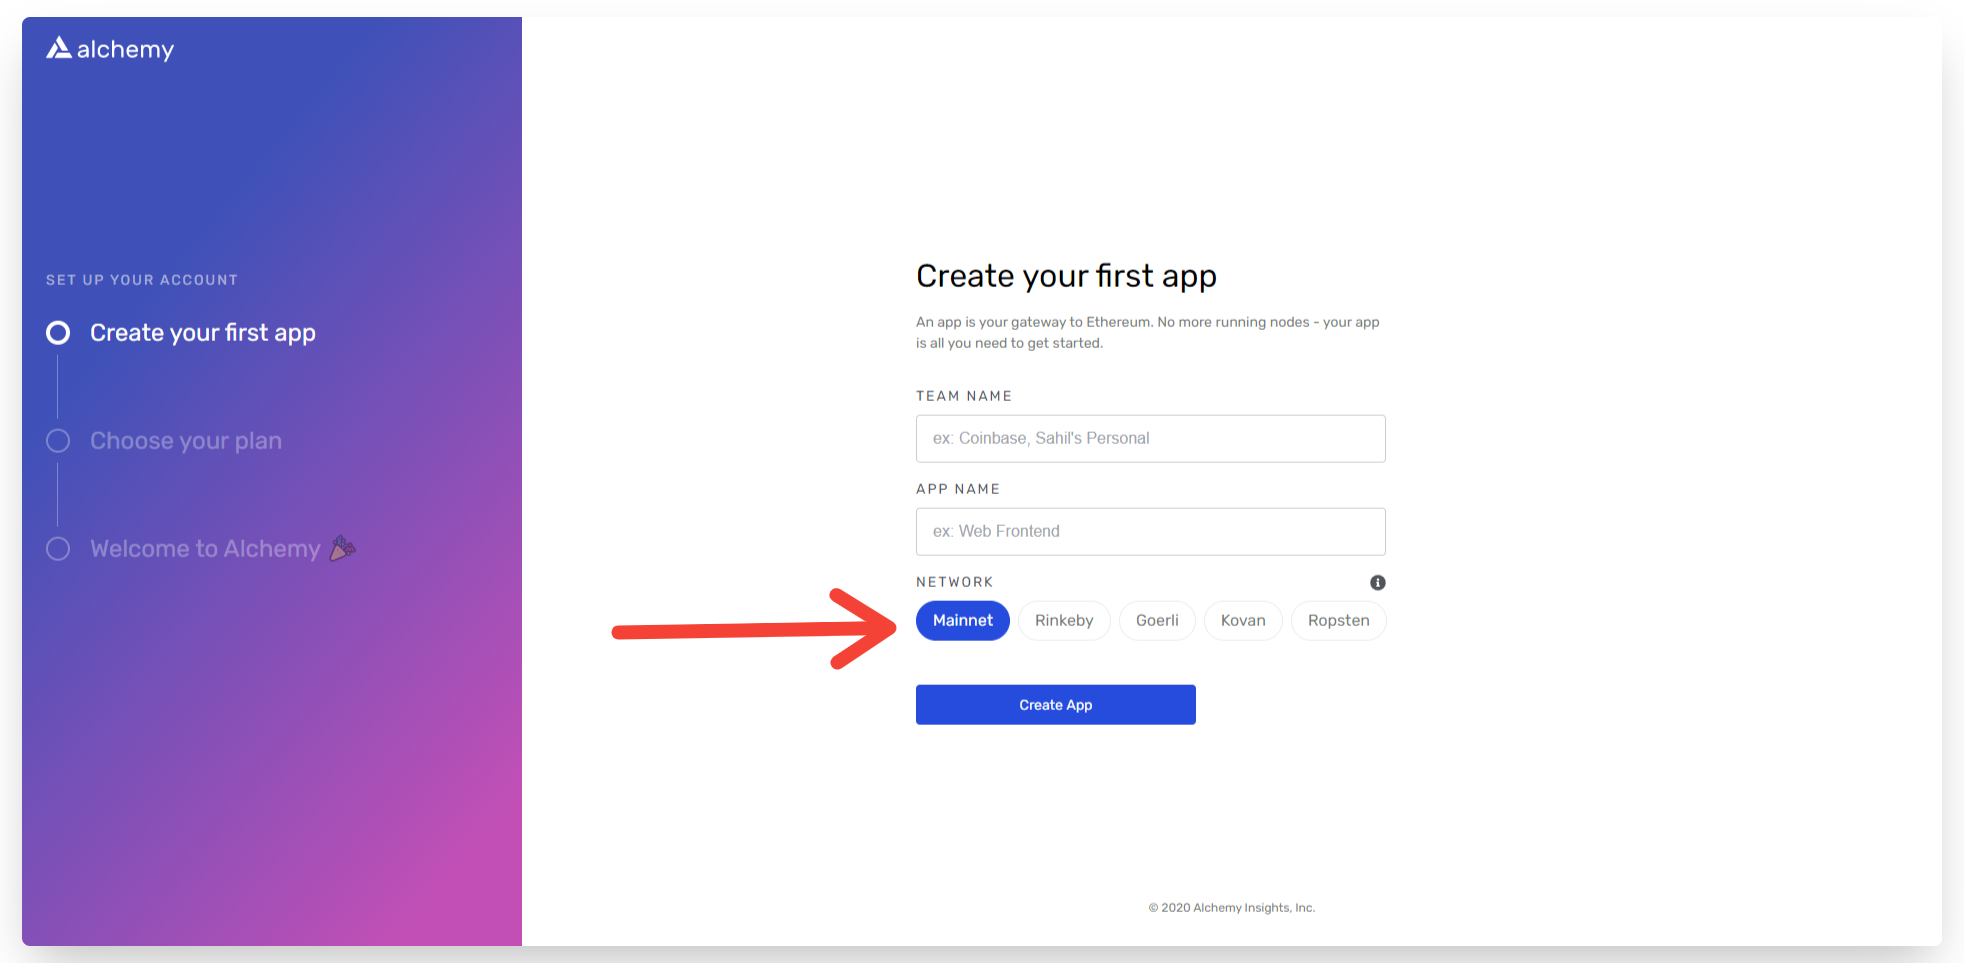 alchemy
SET UP YOUR ACCOUNT
Create your first app
Choose your plan
Welcome to Alchemy
Create your first app
An app is your gateway to Ethereum. No more running nodes - your app
is all you need to get started.
TEAM NAME
ex: Coinbase, Sahil's Personal
APP NAME
ex: Web Frontend
NETWORK
Mainnet Rinkeby Goerli Kovan Ropsten
Create App
© 2020 Alchemy Insights, Inc.